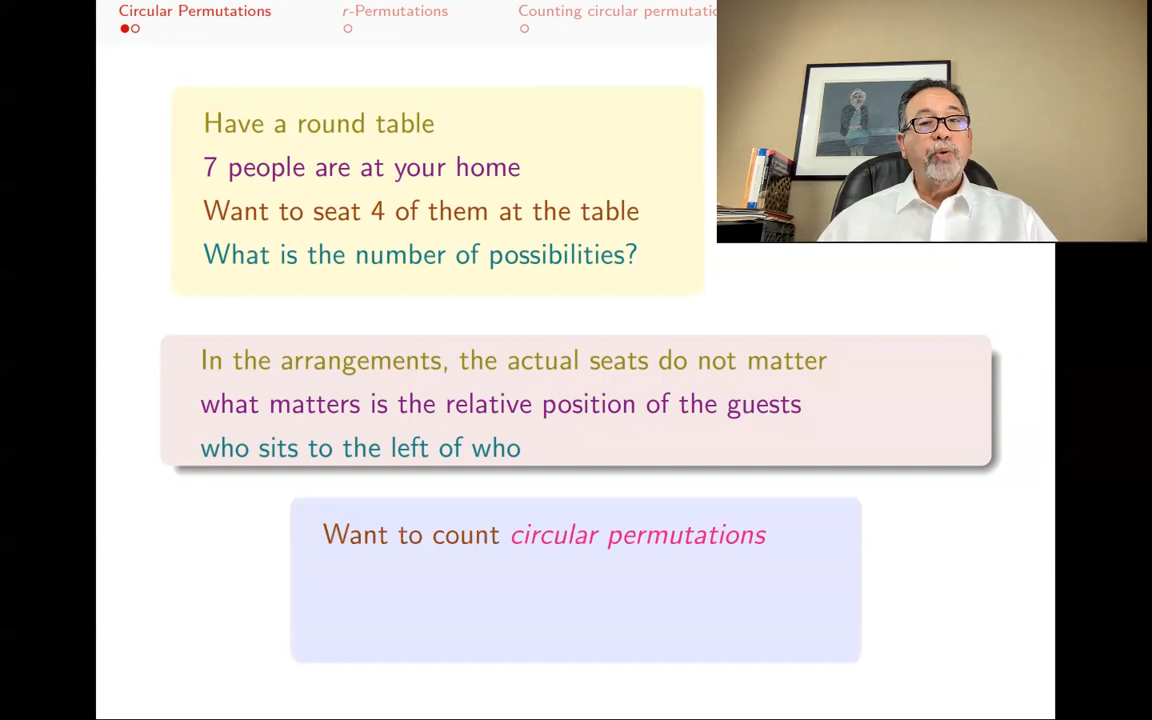 Circular Permutations
r-Permutations
Counting circular
Have a round table
7 people are at your home
Want to seat 4 of them at the table
What is the number of possibilities?
In the arrangements, the actual seats do not matter
what matters is the relative position of the guests
who sits to the left of who
Want to count circular permutations